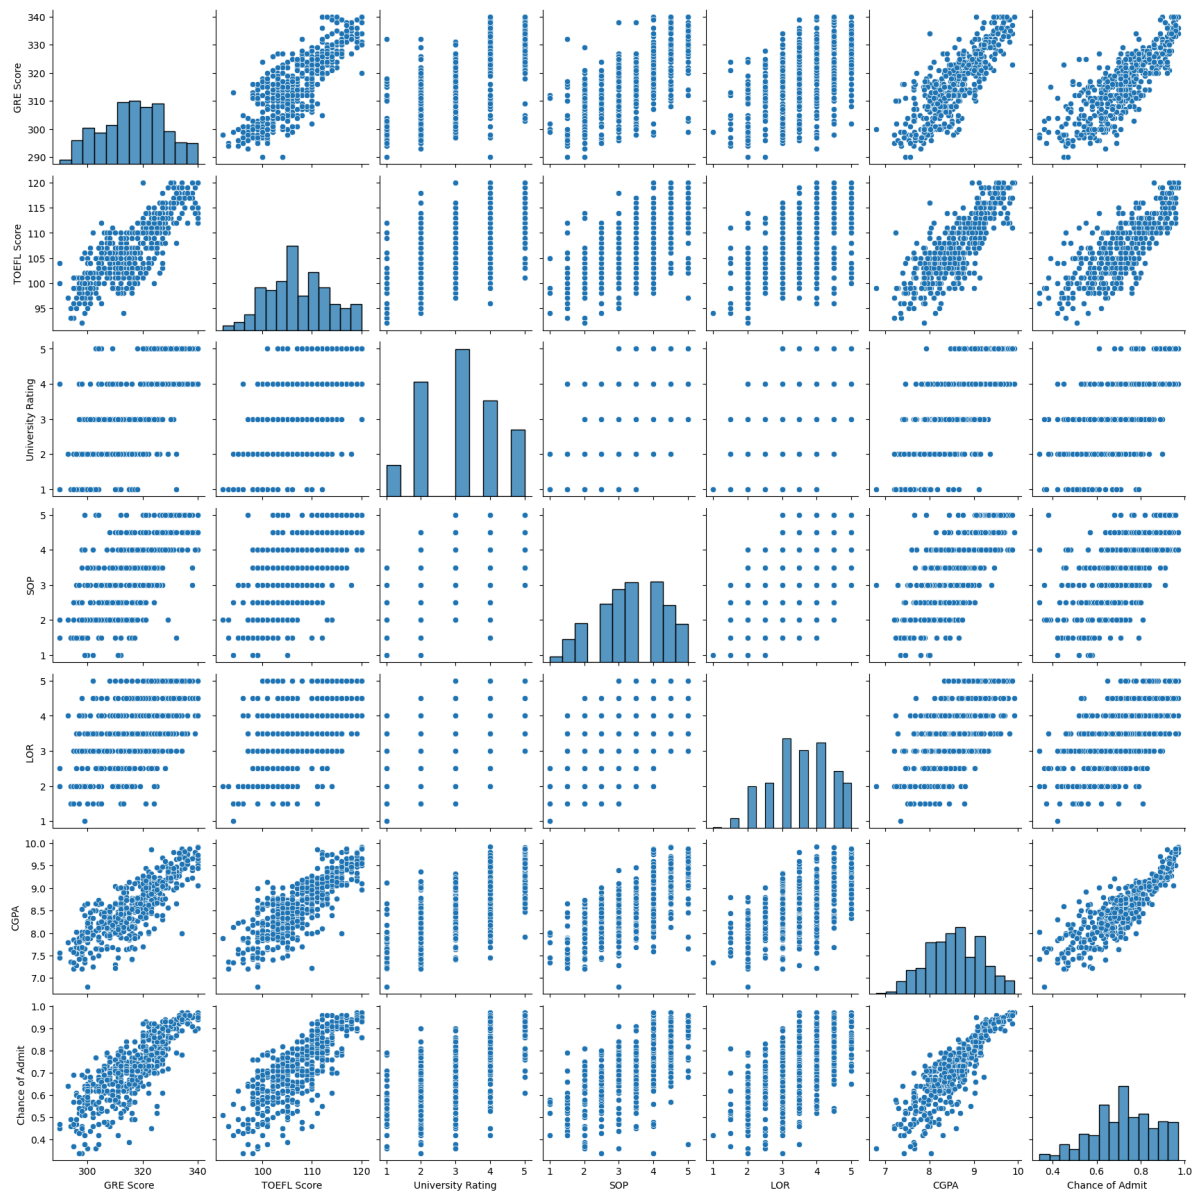 340
330
320
310
300
290
GRE Score
120
115
110
105
100
95
TOEFL Score
5
4
3
2
1
University Rating
5
4
3
2
1
SOP
5
4
3
2
1
LOR
10.0
9.5
9.0
8.5
8.0
7.5
7.0
CGPA
1.0
0.9
0.8
0.7
0.6
0.5
0.4
Chance of Admit
300 320 340
100 110 120
1 2 3 4 5
1 2 3 4 5
1 2 3 4 5
7 8 9 10
0.4 0.6 0.8 1.0
GRE Score
TOEFL Score
University Rating
SOP
LOR
CGPA
Chance of Admit